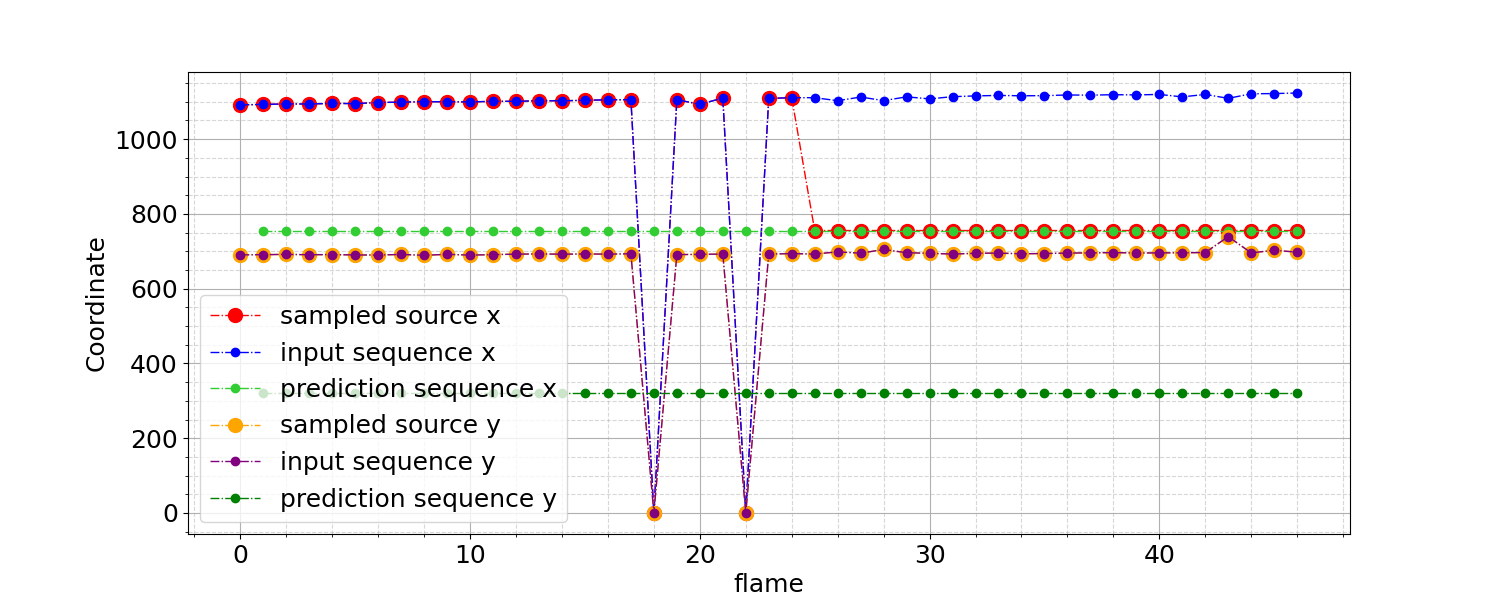 1000
800
600
400
200
0
Coordinate
sampled source x
input sequence x
prediction sequence x
sampled source y
input sequence y
prediction sequence y
0 10 20 30 40
flame